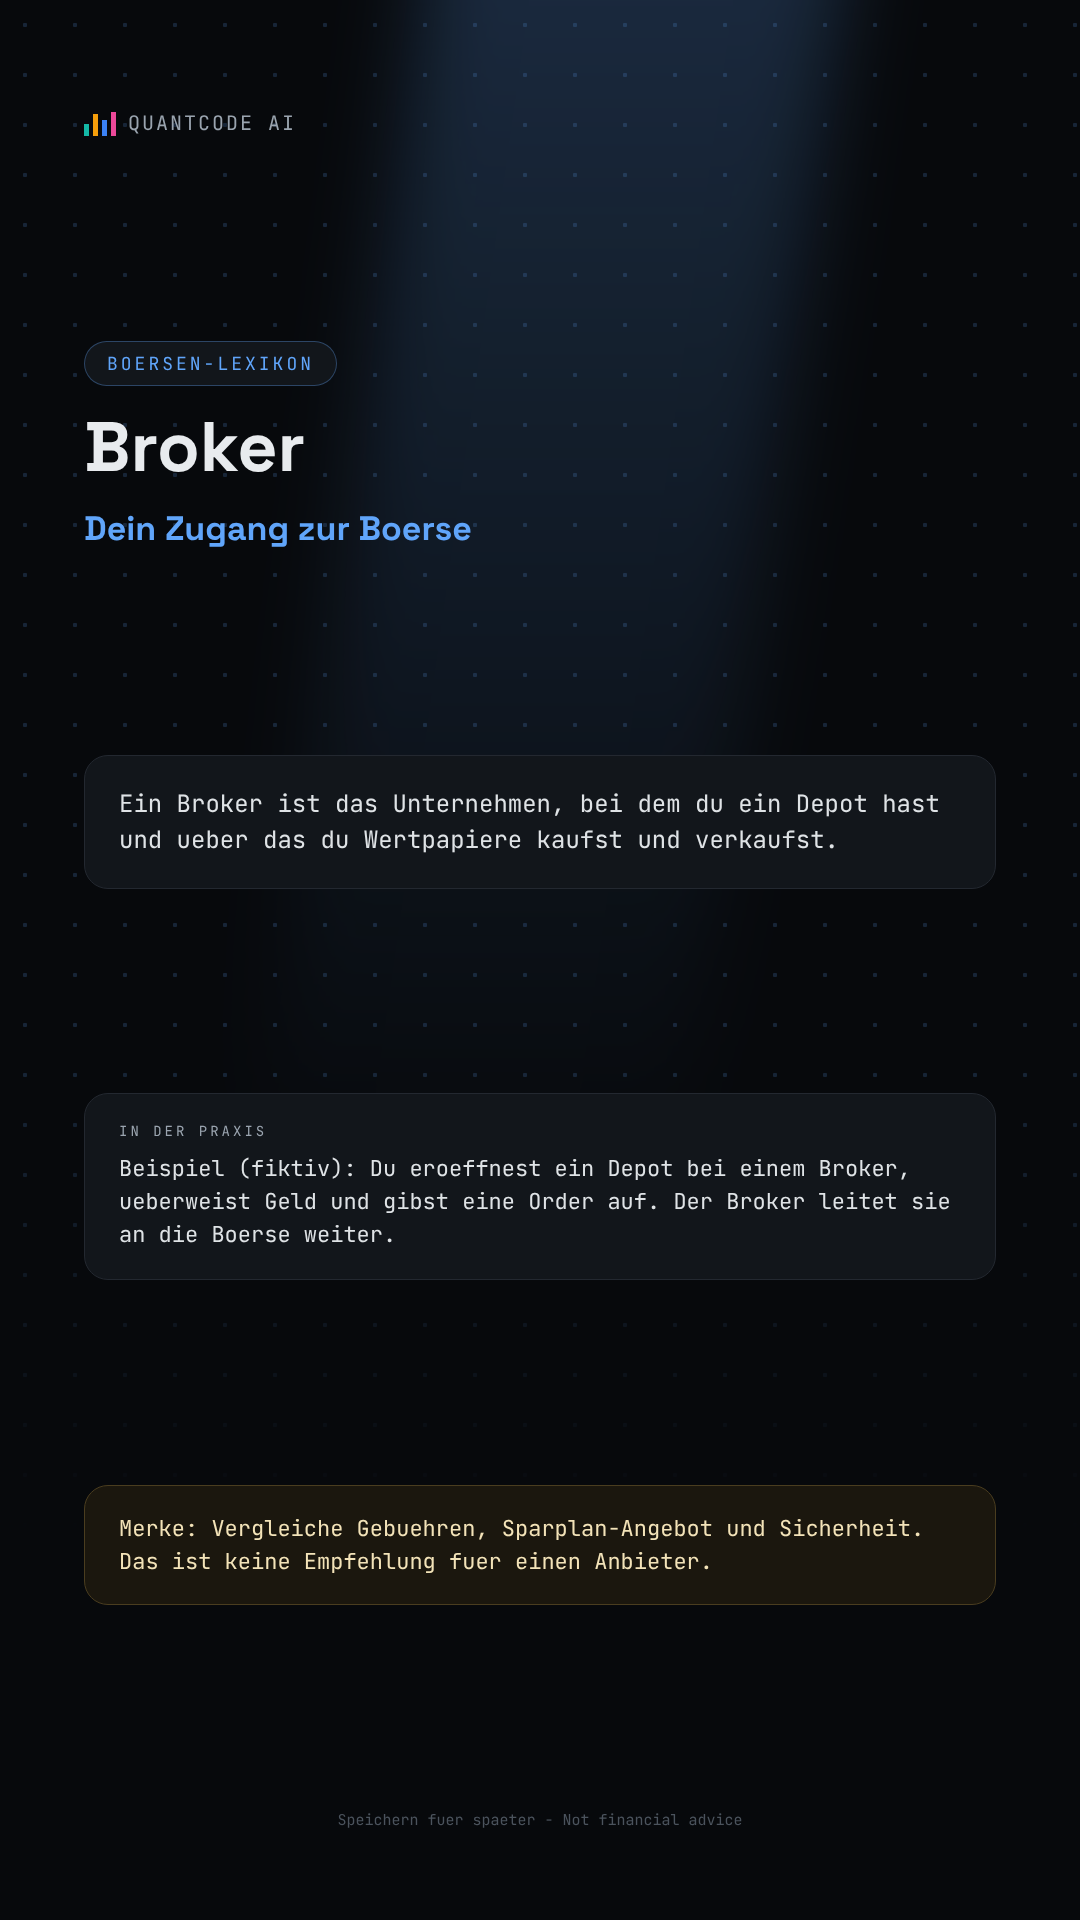 QUANTCODE AI
BOERSEN-LEXIKON
Broker
Dein Zugang zur Boerse
Ein Broker ist das Unternehmen, bei dem du ein Depot hast
und ueber das du Wertpapiere kaufst und verkaufst.
IN DER PRAXIS
Beispiel (fiktiv): Du eroeffnest ein Depot bei einem Broker,
ueberweist Geld und gibst eine Order auf. Der Broker leitet sie
an die Boerse weiter.
Merke: Vergleiche Gebuehren, Sparplan-Angebot und Sicherheit.
Das ist keine Empfehlung fuer einen Anbieter.
Speichern fuer spaeter - Not financial advice